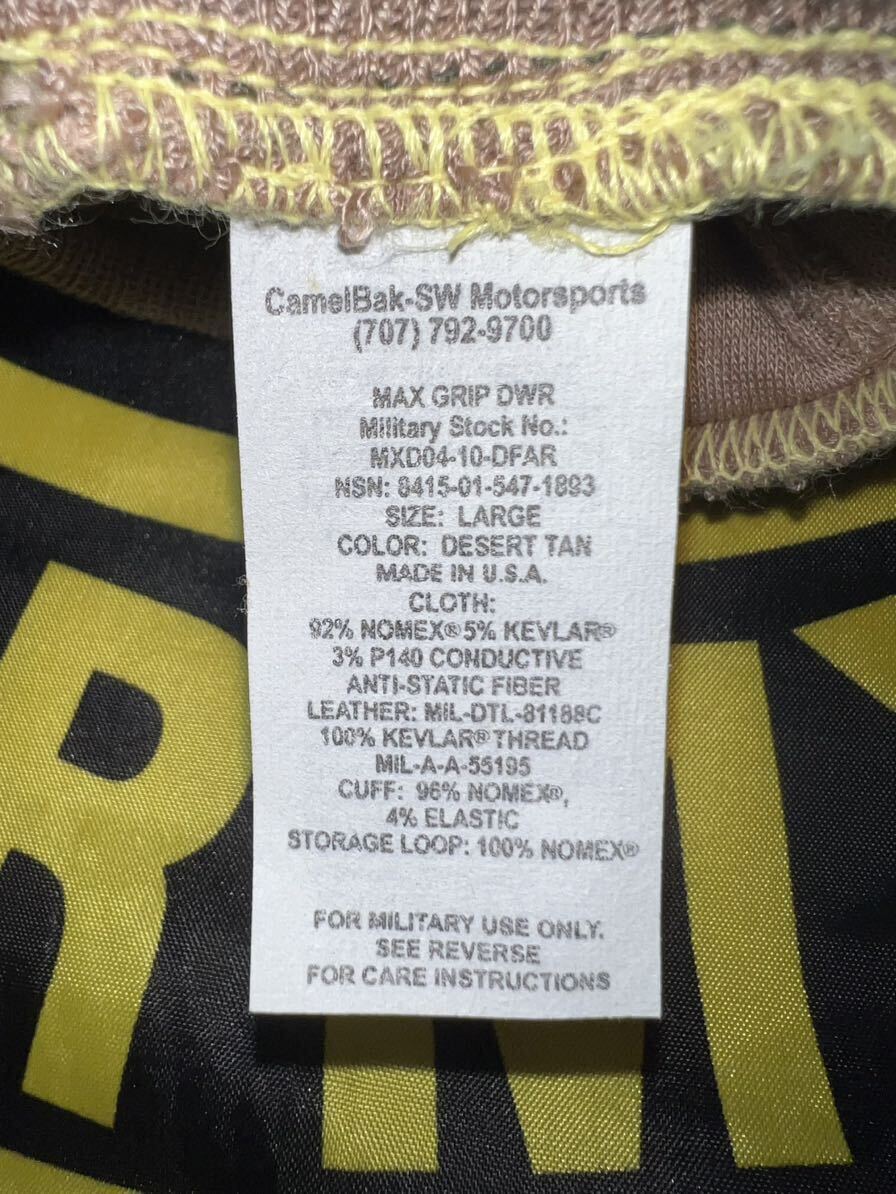 CamelBak-SW Motorsports
(707) 792-9700
MAX GRIP DWR
Military Stock No.:
MXD04-10-DFAR
NSN: 8415-01-547-1893
SIZE: LARGE
COLOR: DESERT TAN
MADE IN U.S.A.
CLOTH:
92% NOMEX® 5% KEVLAR®
3% P140 CONDUCTIVE
ANTI-STATIC FIBER
LEATHER: MIL-DTL-81188C
100% KEVLAR® THREAD
MIL-A-A-55195
CUFF: 96% NOMEX®,
4% ELASTIC
STORAGE LOOP: 100% NOMEX®
FOR MILITARY USE ONLY.
SEE REVERSE
FOR CARE INSTRUCTIONS